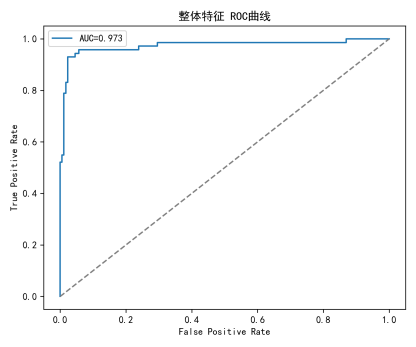 整体特征 ROC曲线
AUC=0.973
True Positive Rate
1.0
0.8
0.6
0.4
0.2
0.0
0.0 0.2 0.4 0.6 0.8 1.0
False Positive Rate